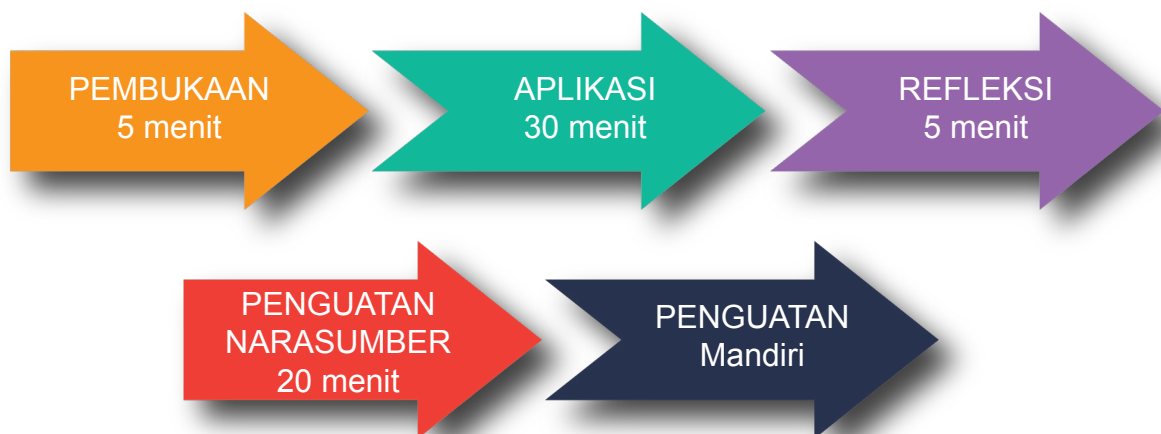 PEMBUKAAN
5 menit
APLIKASI
30 menit
REFLEKSI
5 menit
PENGUATAN
NARASUMBER
20 menit
PENGUATAN
Mandiri